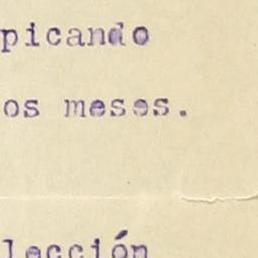 picando
os meses.
lección